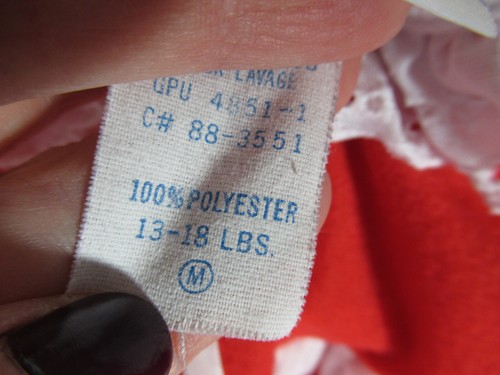 LAVAGE
GPU 4851-1
C# 88-3551
100% POLYESTER
13-18 LBS.
M